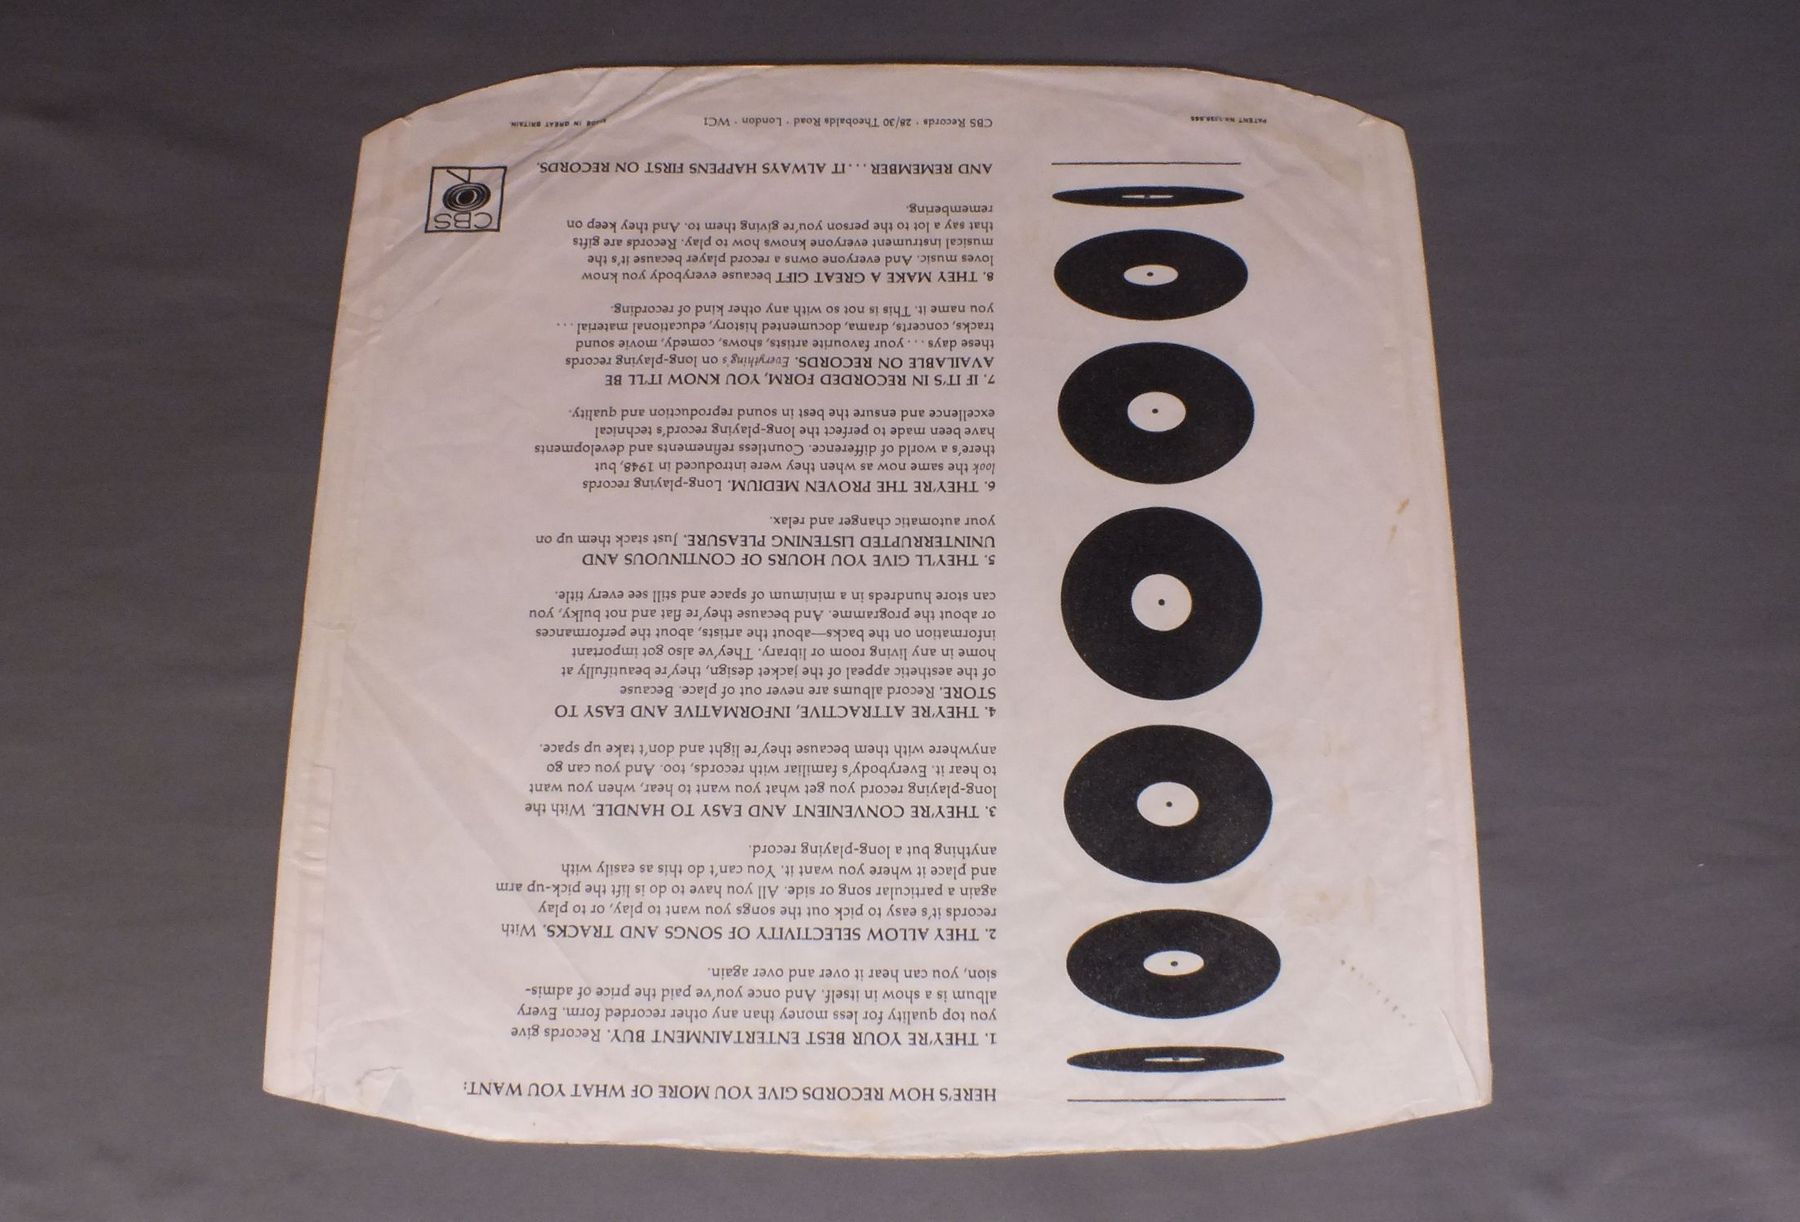 HERE'S HOW RECORDS GIVE YOU MORE OF WHAT YOU WANT:
1. THEY'RE YOUR BEST ENTERTAINMENT BUY. Records give
you top quality for less money than any other recorded form. Every
album is a show in itself. And once you've paid the price of admis-
sion, you can hear it over and over again.
2. THEY ALLOW SELECTIVITY OF SONGS AND TRACKS. With
records it's easy to pick out the songs you want to play, or to play
again a particular song or side. All you have to do is lift the pick-up arm
and place it where you want it. You can't do this as easily with
anything but a long-playing record.
3. THEY'RE CONVENIENT AND EASY TO HANDLE. With the
long-playing record you get what you want to hear, when you want
to hear it. Everybody's familiar with records, too. And you can go
anywhere with them because they're light and don't take up space.
4. THEY'RE ATTRACTIVE, INFORMATIVE AND EASY TO
STORE. Record albums are never out of place. Because
of the aesthetic appeal of the jacket design, they're beautifully at
home in any living room or library. They've also got important
information on the backs—about the artists, about the performances
or about the programme. And because they're flat and not bulky, you
can store hundreds in a minimum of space and still see every title.
5. THEY'LL GIVE YOU HOURS OF CONTINUOUS AND
UNINTERRUPTED LISTENING PLEASURE. Just stack them up on
your automatic changer and relax.
6. THEY'RE THE PROVEN MEDIUM. Long-playing records
look the same now as when they were introduced in 1948, but
there's a world of difference. Countless refinements and developments
have been made to perfect the long-playing record's technical
excellence and ensure the best in sound reproduction and quality.
7. IF IT'S IN RECORDED FORM, YOU KNOW IT'LL BE
AVAILABLE ON RECORDS. Everything's on long-playing records
these days . . . your favourite artists, shows, comedy, movie sound
tracks, concerts, drama, documented history, educational material . . .
you name it. This is not so with any other kind of recording.
8. THEY MAKE A GREAT GIFT because everybody you know
loves music. And everyone owns a record player because it's the
musical instrument everyone knows how to play. Records are gifts
that say a lot to the person you're giving them to. And they keep on
remembering.
AND REMEMBER . . . IT ALWAYS HAPPENS FIRST ON RECORDS.
CBS
PATENT
CBS Records · 28/30 Theobalds Road · London · WC1
MADE IN GREAT BRITAIN.